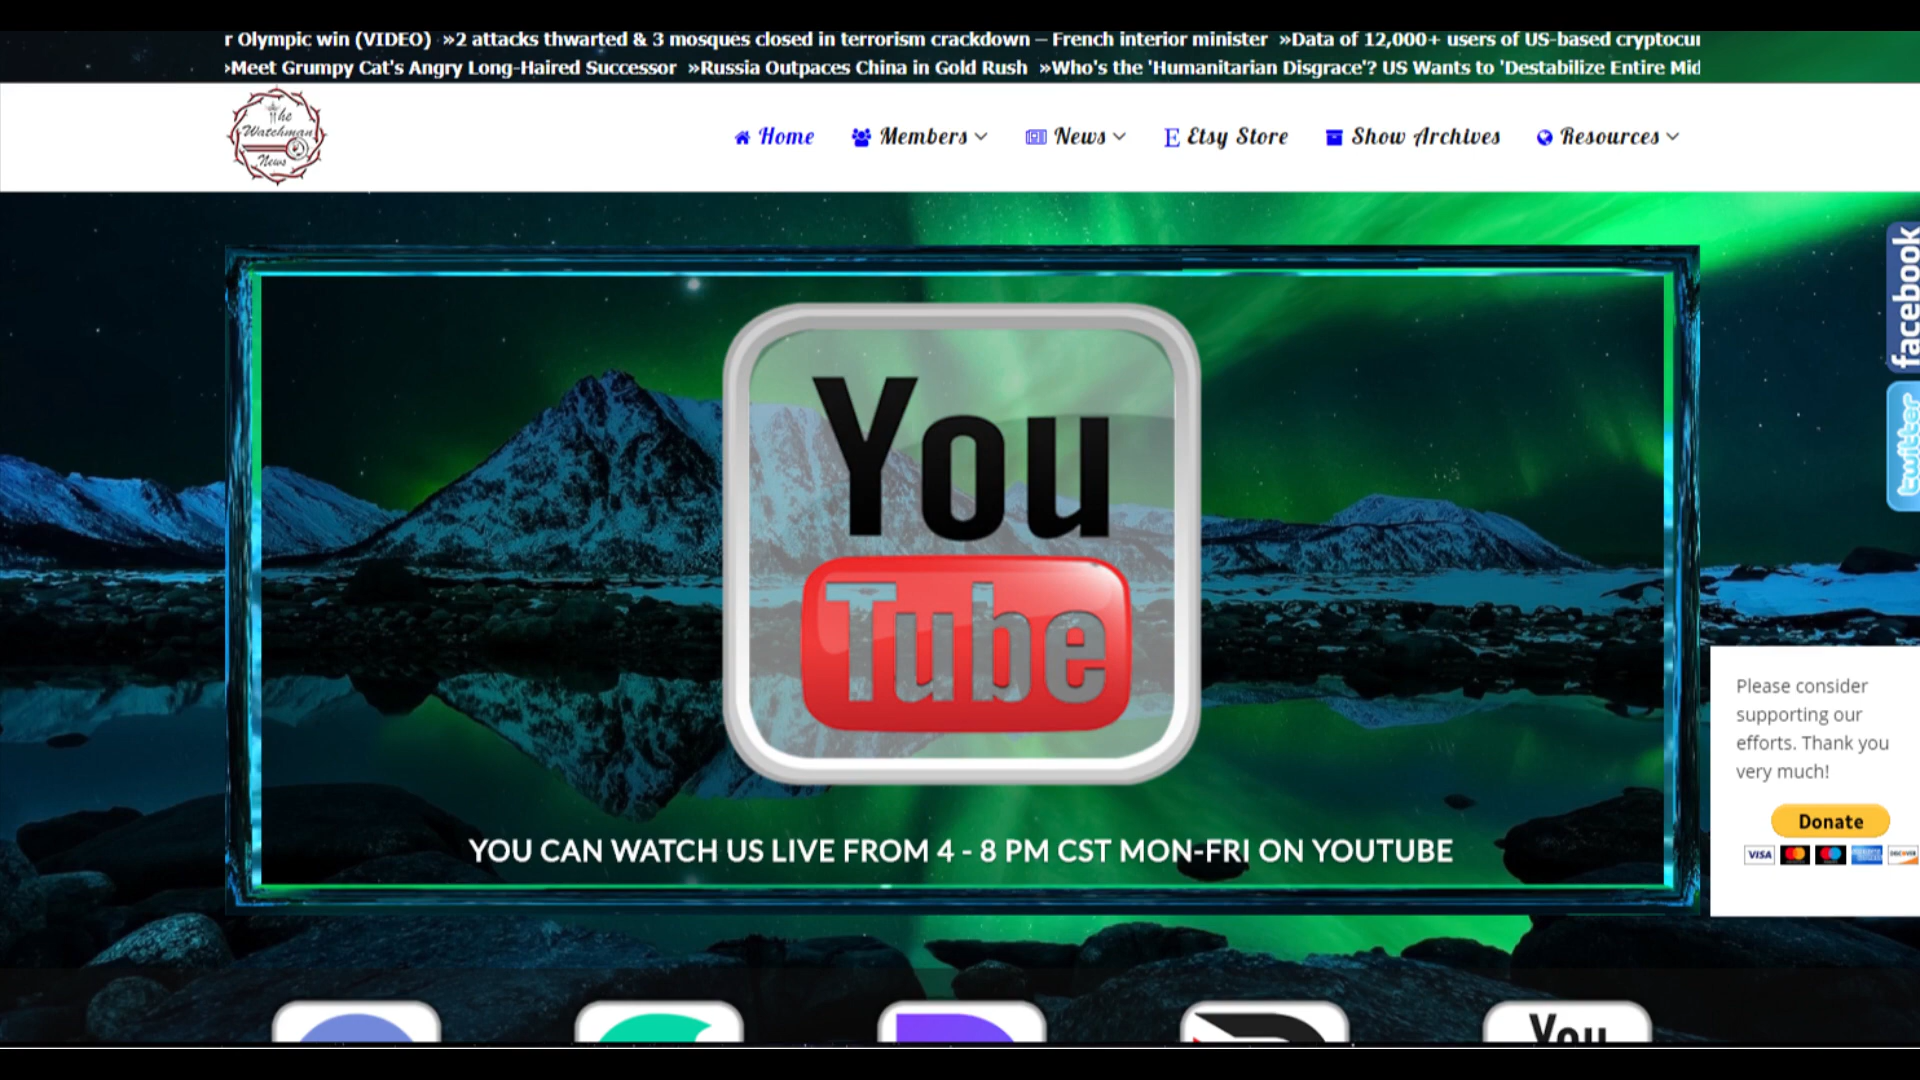 r Olympic win (VIDEO) »2 attacks thwarted & 3 mosques closed in terrorism crackdown — French interior minister »Data of 12,000+ users of US-based cryptocur
»Meet Grumpy Cat's Angry Long-Haired Successor »Russia Outpaces China in Gold Rush »Who's the 'Humanitarian Disgrace'? US Wants to 'Destabilize Entire Mid
The
Watchman
News
Home Members News Etsy Store Show Archives Resources
facebook
twitter
You
Tube
YOU CAN WATCH US LIVE FROM 4 - 8 PM CST MON-FRI ON YOUTUBE
Please consider
supporting our
efforts. Thank you
very much!
Donate
VISA
DISCOVER
You